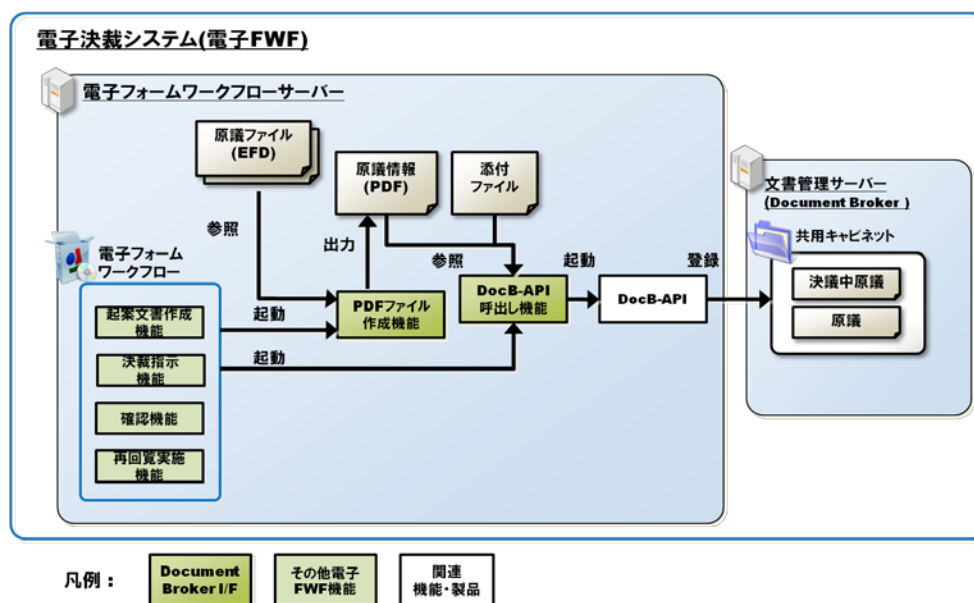 電子決裁システム(電子FWF)
電子フォームワークフローサーバー
原議ファイル
(EFD)
原議情報
(PDF)
添付
ファイル
文書管理サーバー
(Document Broker )
共用キャビネット
参照
出力
参照
起動
登録
電子フォーム
ワークフロー
決議中原議
原議
DocB-API
呼出し機能
DocB-API
PDFファイル
作成機能
起案文書作成
機能
起動
決裁指示
機能
起動
確認機能
再回覧実施
機能
凡例：
Document
Broker I/F
その他電子
FWF機能
関連
機能・製品